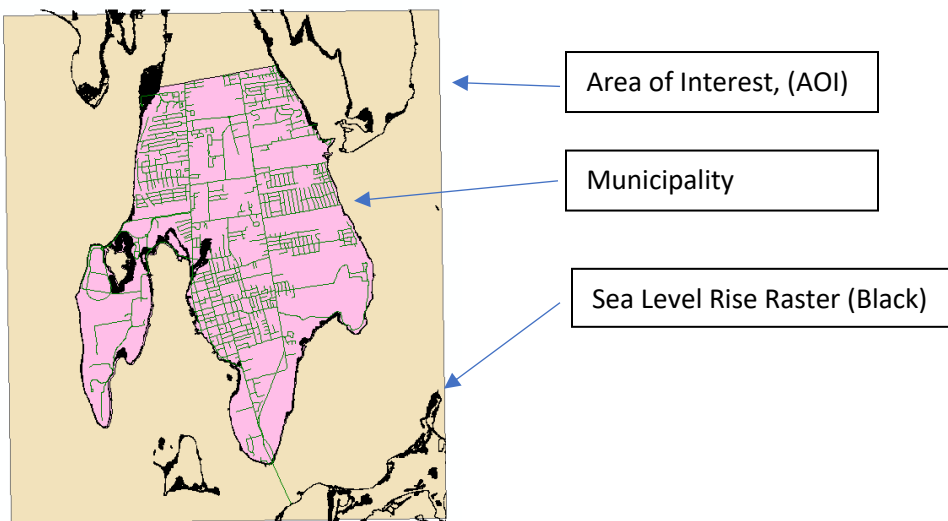 Area of Interest, (AOI)
Municipality
Sea Level Rise Raster (Black)